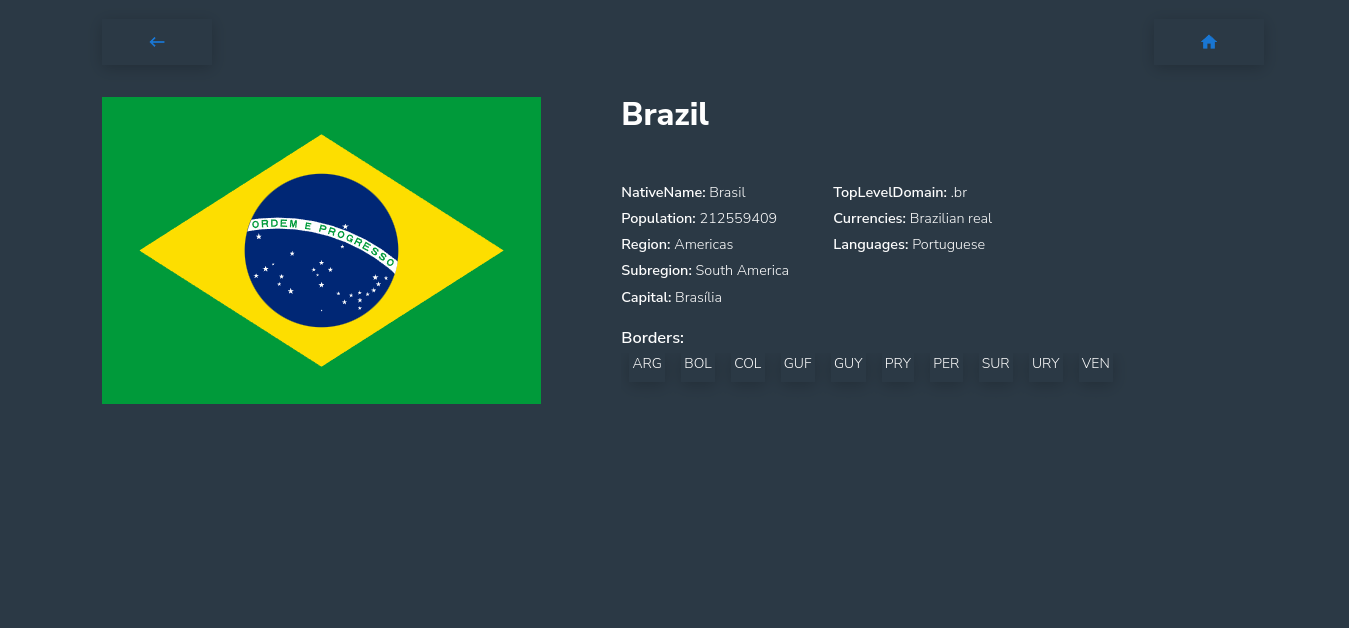 Brazil
ORDEM E PROGRESSO
NativeName: Brasil
Population: 212559409
Region: Americas
Subregion: South America
Capital: Brasília
TopLevelDomain: .br
Currencies: Brazilian real
Languages: Portuguese
Borders:
ARG BOL COL GUF GUY PRY PER SUR URY VEN